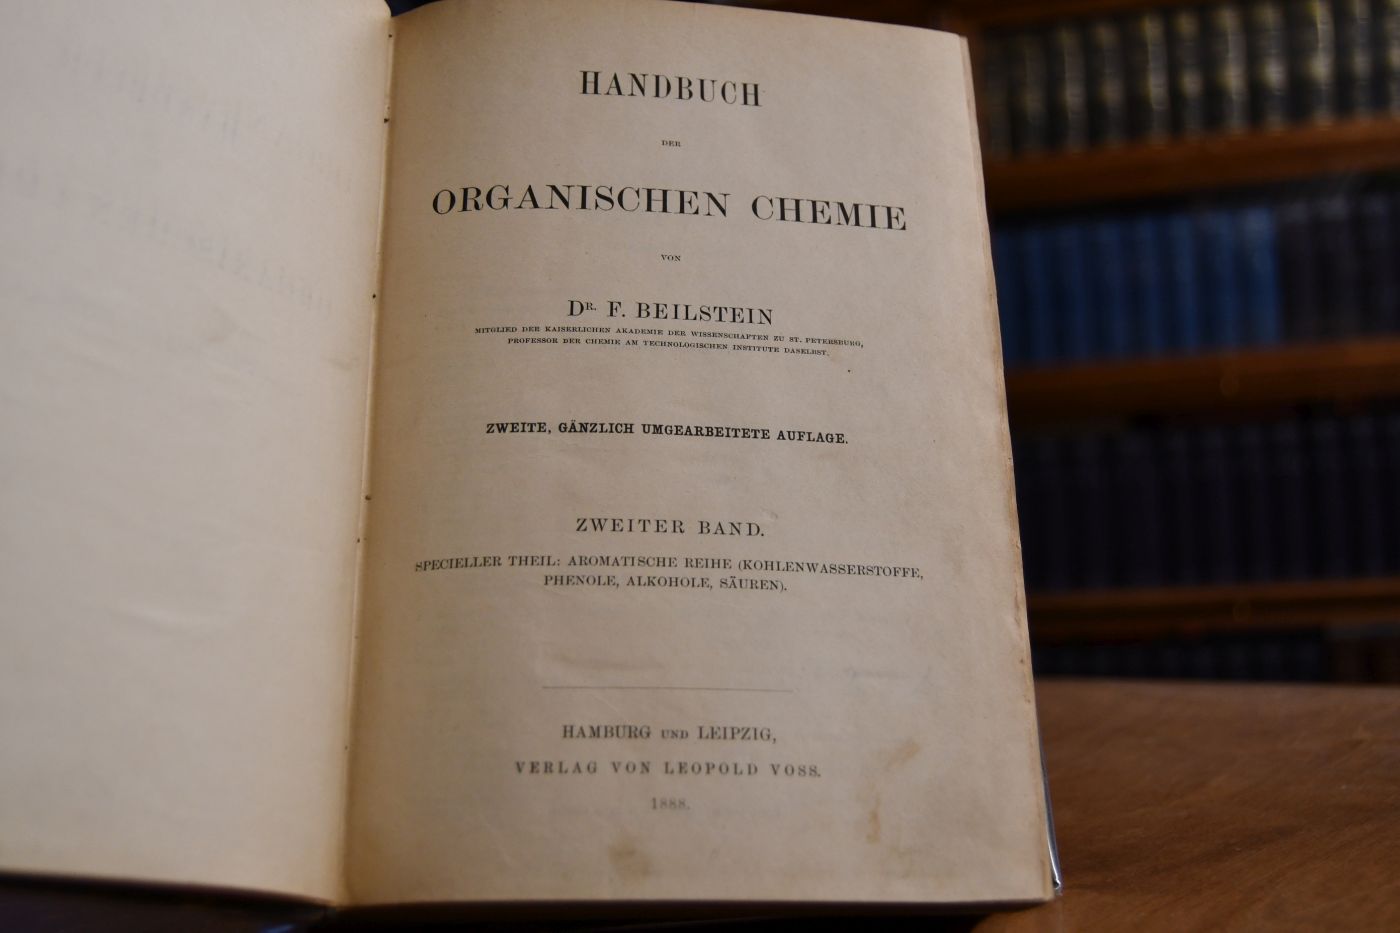 HANDBUCH
DER
ORGANISCHEN CHEMIE
VON
DR. F. BEILSTEIN
MITGLIED DER KAISERLICHEN AKADEMIE DER WISSENSCHAFTEN ZU ST. PETERSBURG,
PROFESSOR DER CHEMIE AM TECHNOLOGISCHEN INSTITUTE DASELBST.
ZWEITE, GÄNZLICH UMGEARBEITETE AUFLAGE.
ZWEITER BAND.
SPECIELLER THEIL: AROMATISCHE REIHE (KOHLENWASSERSTOFFE,
PHENOLE, ALKOHOLE, SÄUREN).
HAMBURG UND LEIPZIG,
VERLAG VON LEOPOLD VOSS.
1888.